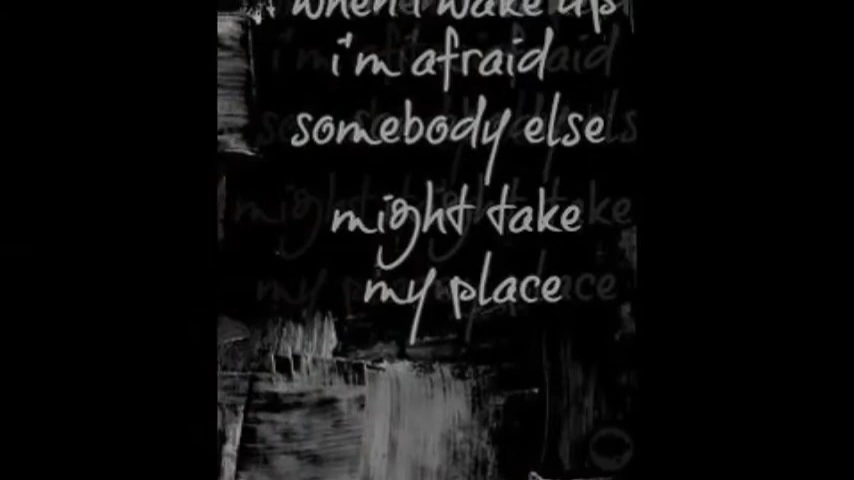 when i wake up
i'm afraid
somebody else
might take
my place